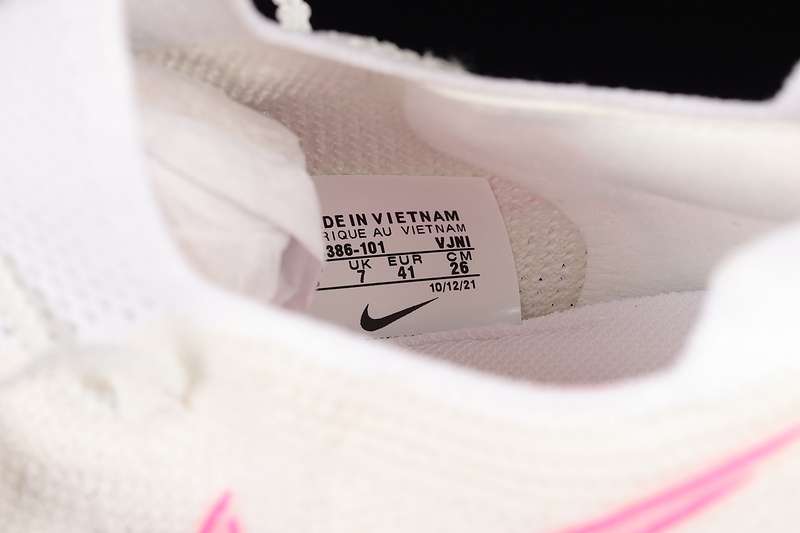 DE IN VIETNAM
RIQUE AU VIETNAM
386-101 VJNI
UK EUR CM
7 41 26
10/12/21